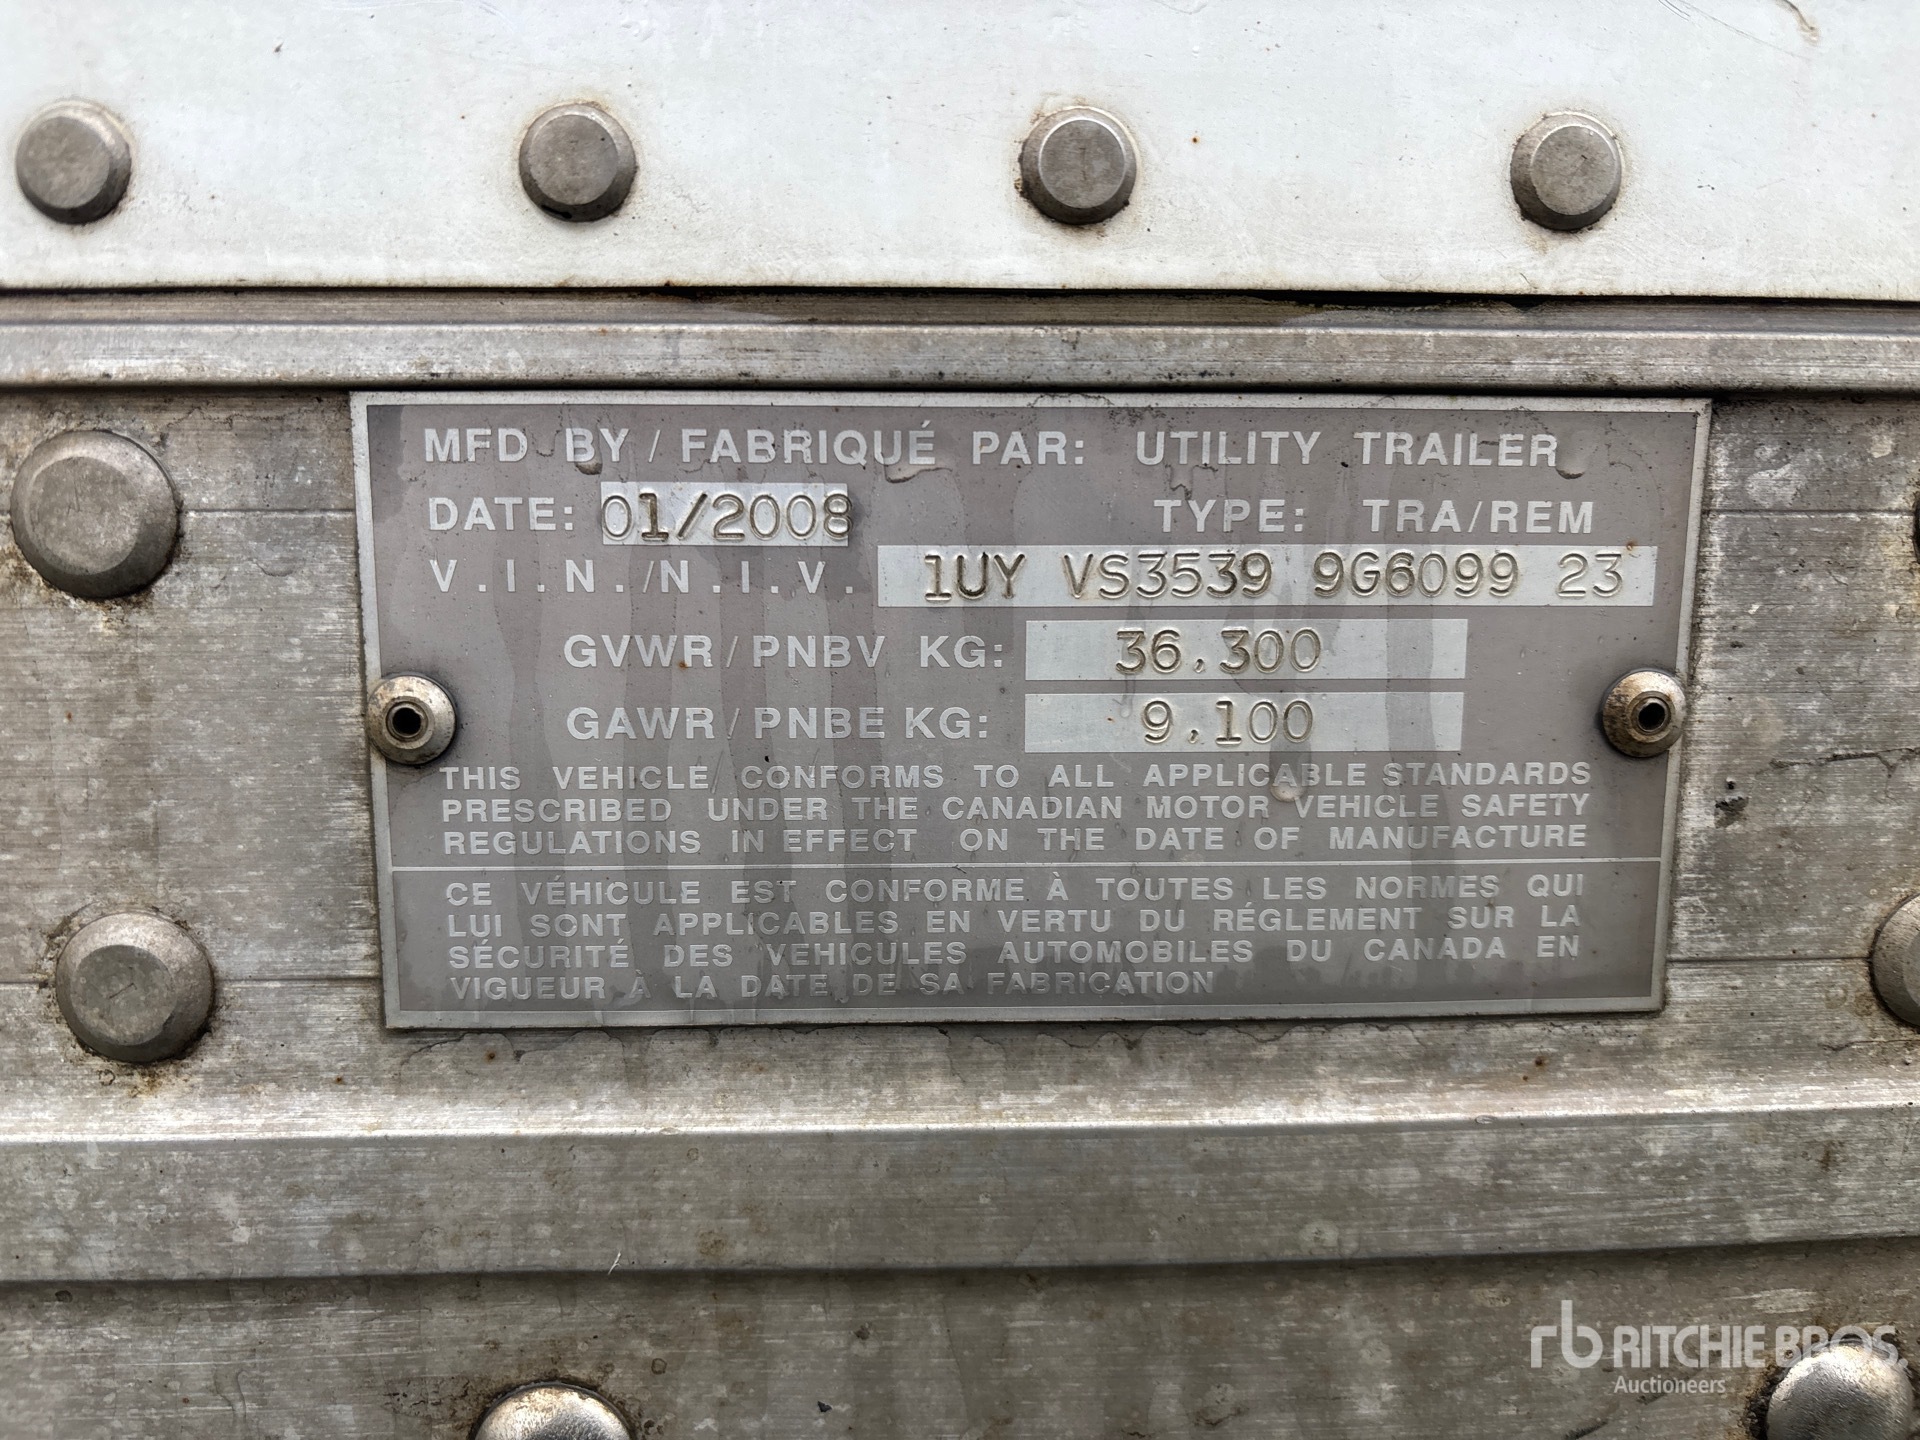 MFD BY / FABRIQUÉ PAR: UTILITY TRAILER
DATE: 01/2008 TYPE: TRA/REM
V.I.N./N.I.V. 1UY VS3539 9G6099 23
GVWR/PNBV KG: 36,300
GAWR/PNBE KG: 9,100
THIS VEHICLE CONFORMS TO ALL APPLICABLE STANDARDS
PRESCRIBED UNDER THE CANADIAN MOTOR VEHICLE SAFETY
REGULATIONS IN EFFECT ON THE DATE OF MANUFACTURE
CE VÉHICULE EST CONFORME À TOUTES LES NORMES QUI
LUI SONT APPLICABLES EN VERTU DU RÉGLEMENT SUR LA
SÉCURITÉ DES VEHICULES AUTOMOBILES DU CANADA EN
VIGUEUR À LA DATE DE SA FABRICATION
rb RITCHIE BROS.
Auctioneers